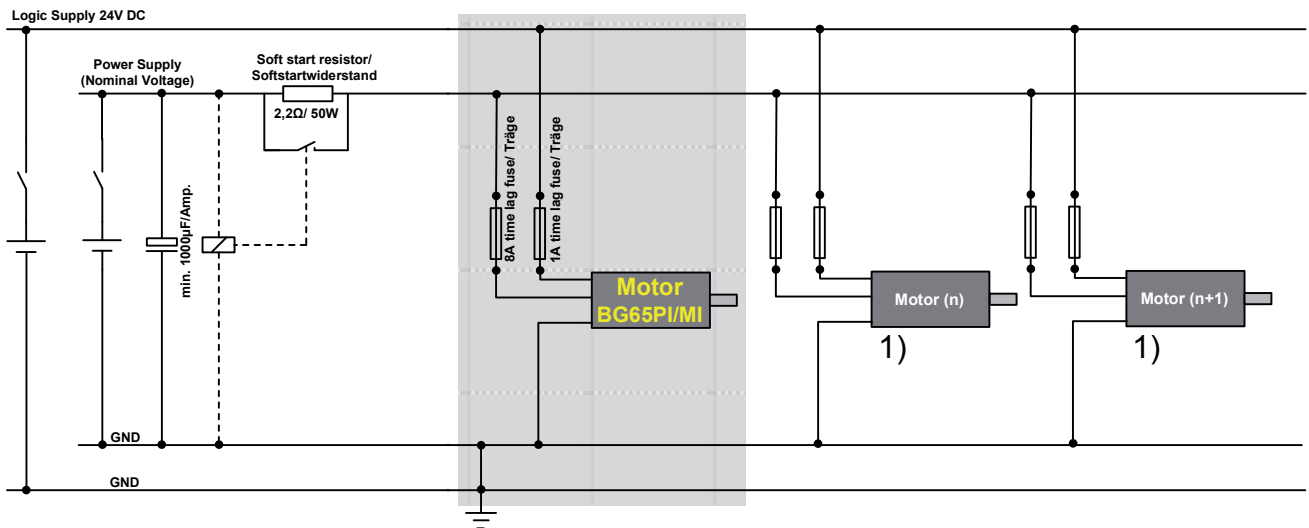 Logic Supply 24V DC
Power Supply
(Nominal Voltage)
Soft start resistor/
Softstartwiderstand
2,2Ω/ 50W
min. 1000µF/Amp.
8A time lag fuse/ Träge
1A time lag fuse/ Träge
Motor
BG65PI/MI
Motor (n)
1)
Motor (n+1)
1)
GND
GND